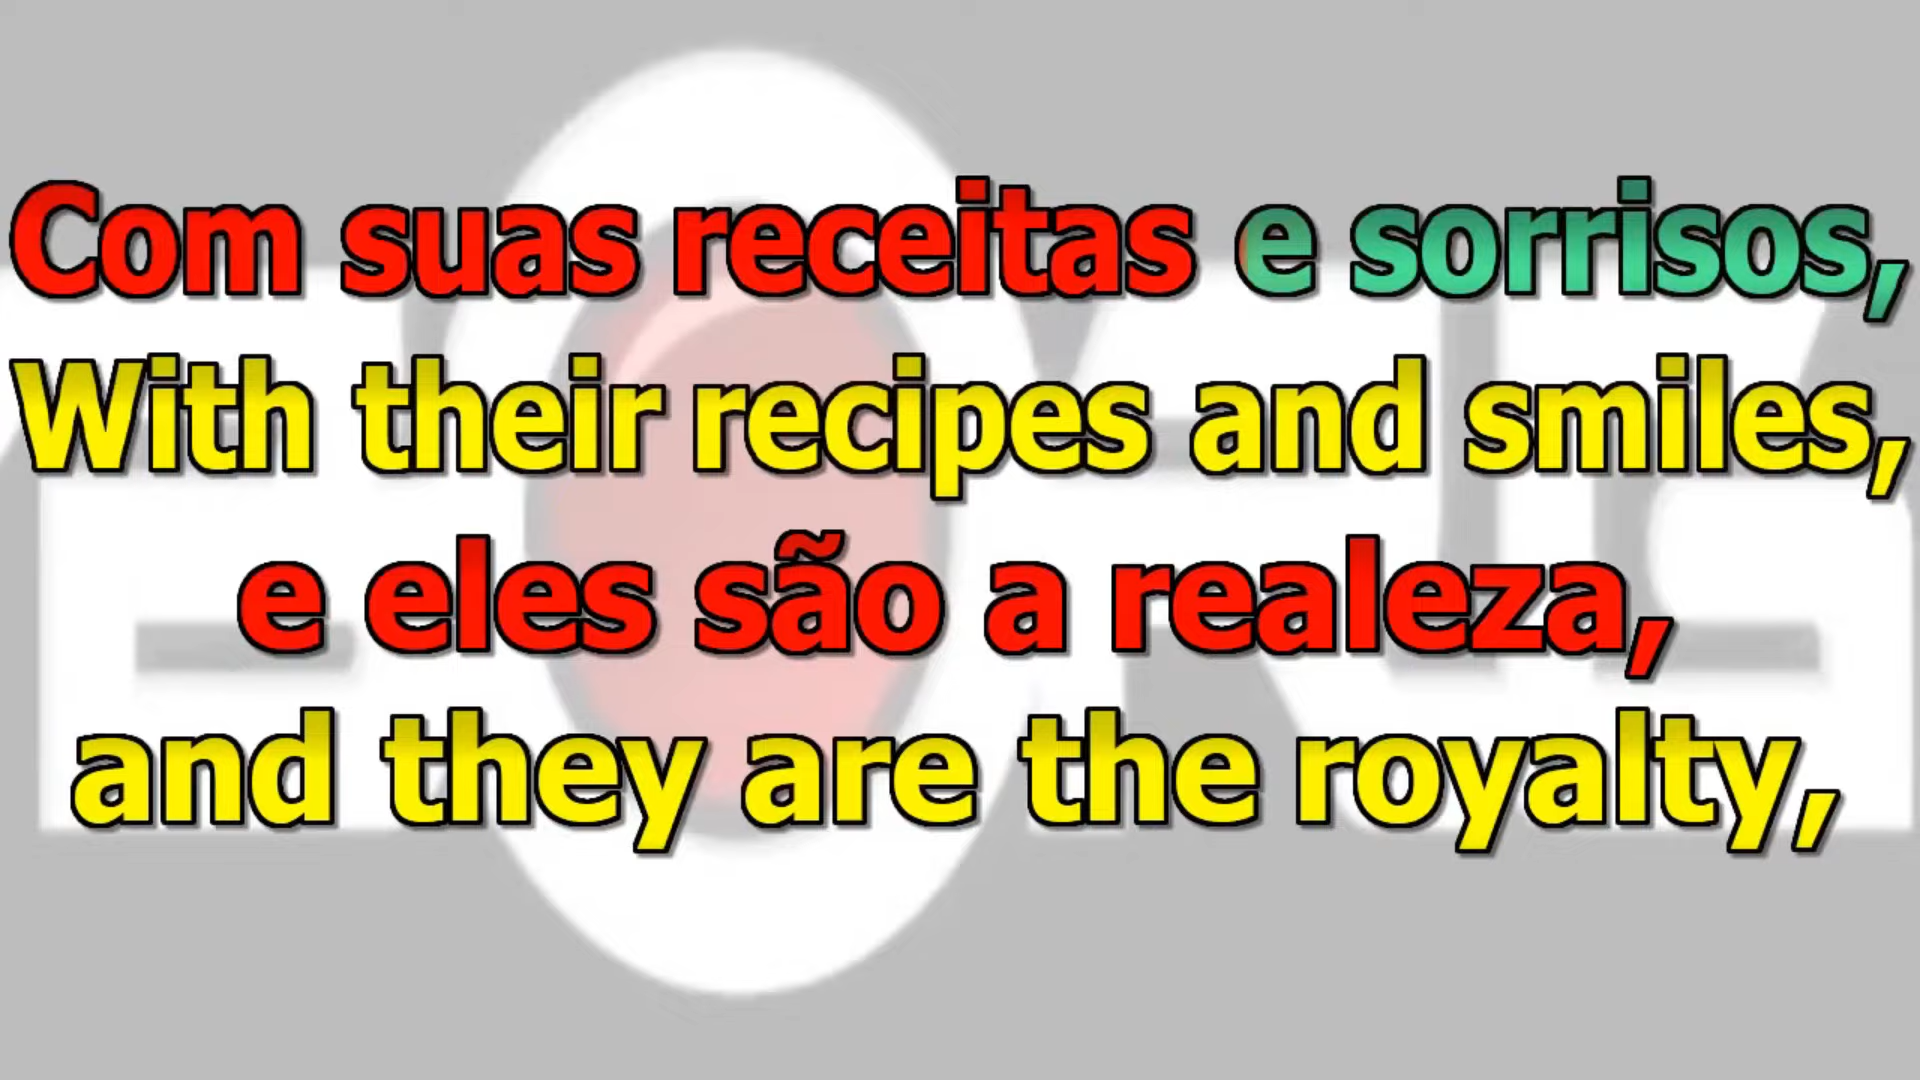 Com suas receitas e sorrisos,
With their recipes and smiles,
e eles são a realeza,
and they are the royalty,